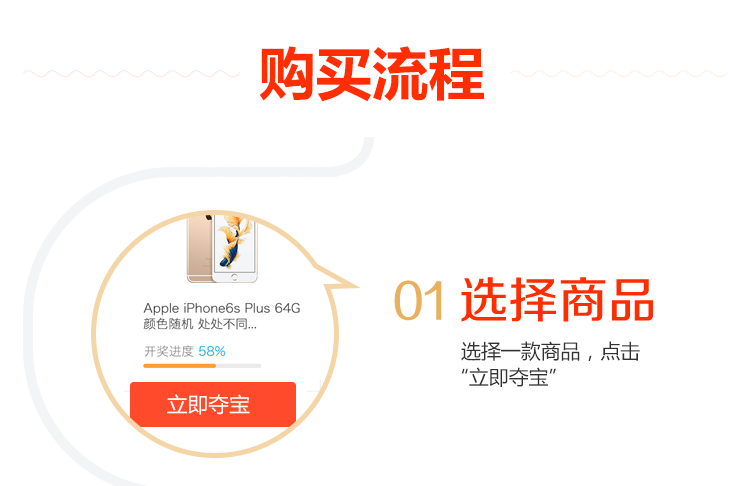 购买流程
Apple iPhone6s Plus 64G
颜色随机 处处不同...
开奖进度 58%
立即夺宝
01 选择商品
选择一款商品，点击
“立即夺宝”